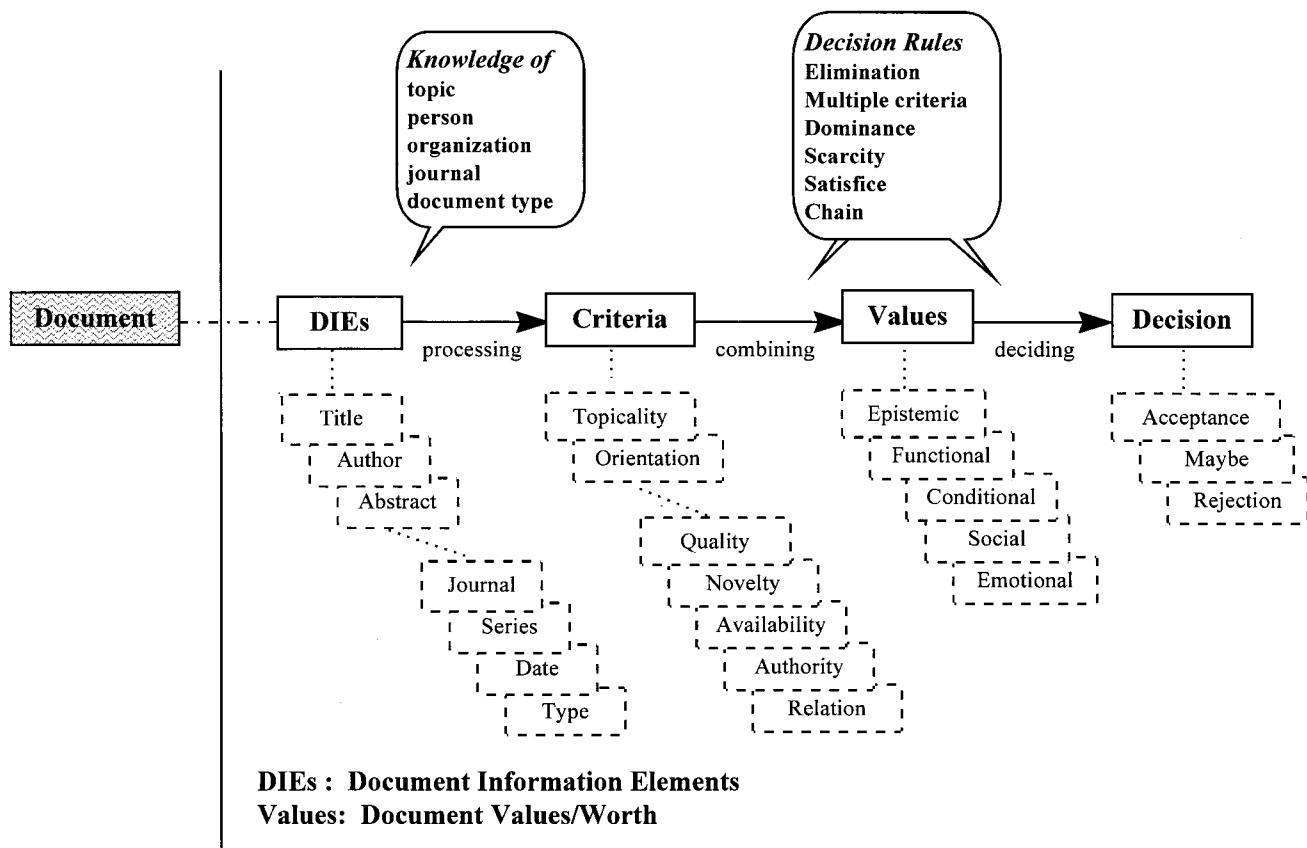 Knowledge of
topic
person
organization
journal
document type
Decision Rules
Elimination
Multiple criteria
Dominance
Scarcity
Satisfice
Chain
Document
DIEs
processing
Criteria
combining
Values
deciding
Decision
Title
Author
Abstract
Journal
Series
Date
Type
Topicality
Orientation
Quality
Novelty
Availability
Authority
Relation
Epistemic
Functional
Conditional
Social
Emotional
Acceptance
Maybe
Rejection
DIEs : Document Information Elements
Values: Document Values/Worth